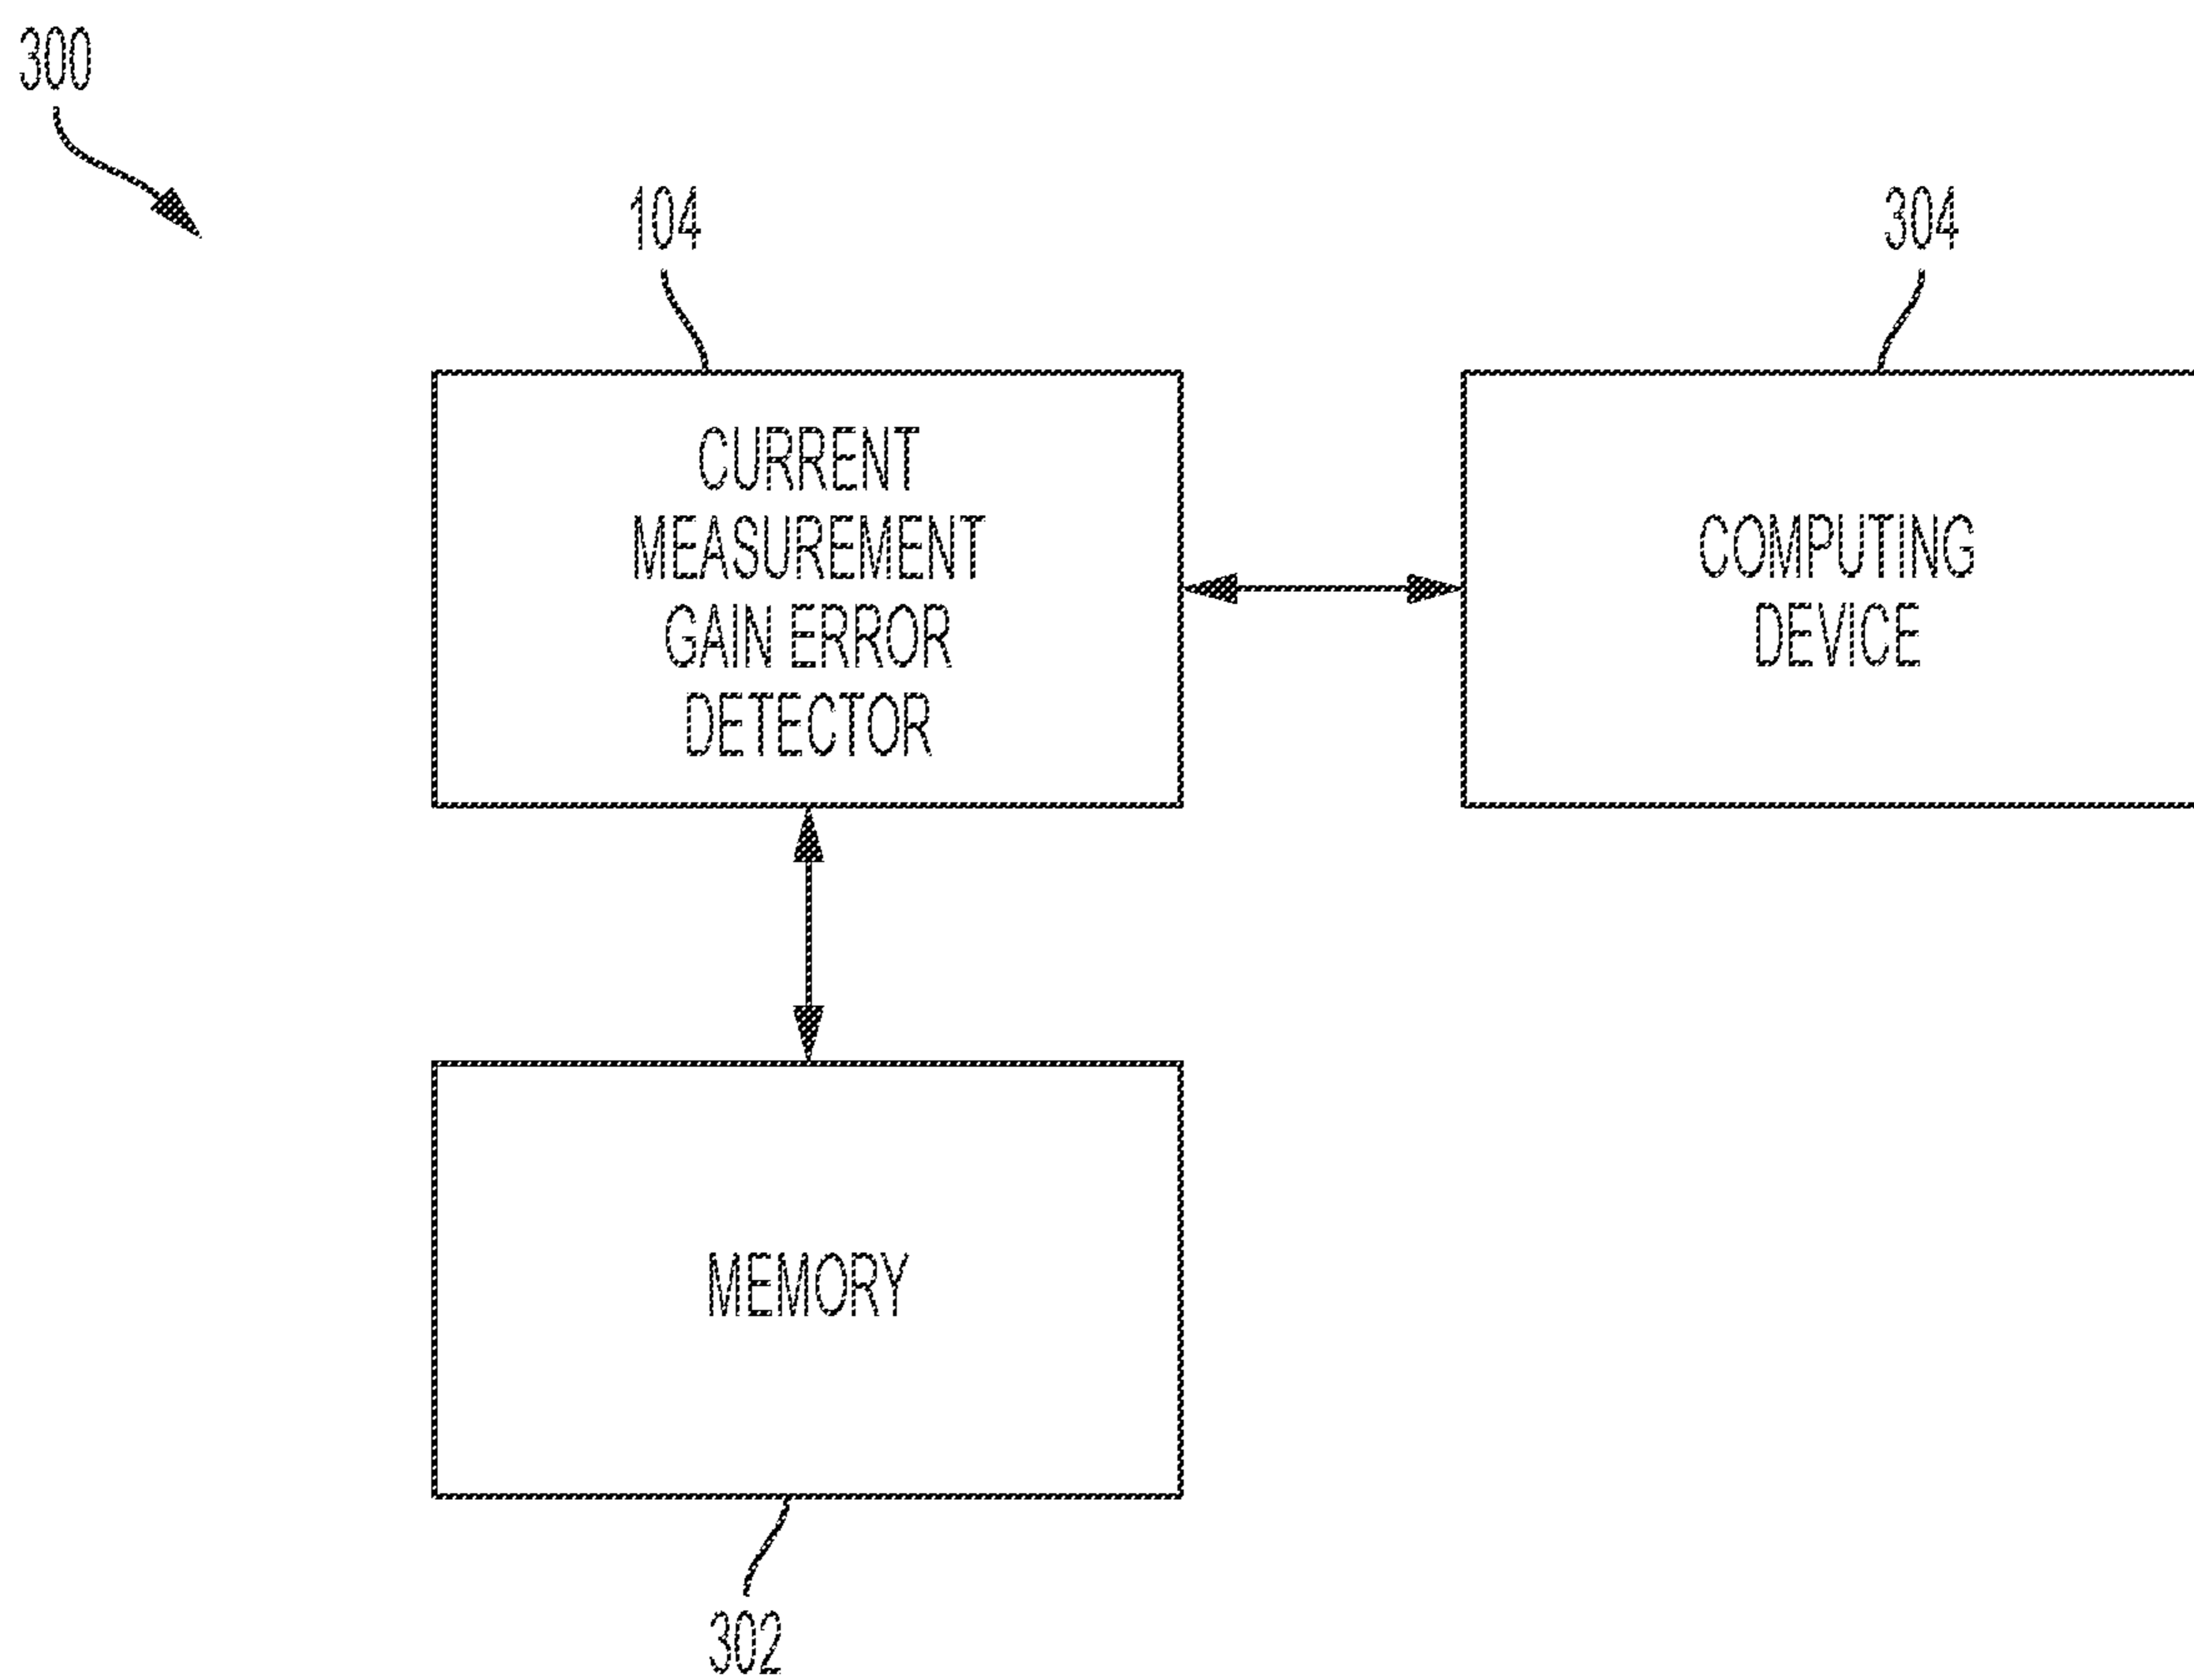 300
104
304
CURRENT
MEASUREMENT
GAIN ERROR
DETECTOR
COMPUTING
DEVICE
MEMORY
302